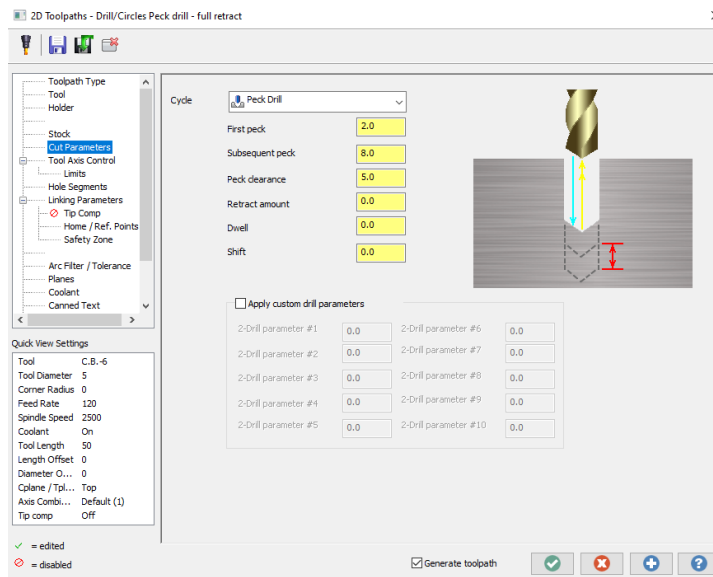 2D Toolpaths - Drill/Circles Peck drill - full retract
Toolpath Type
Tool
Holder
Stock
Cut Parameters
Tool Axis Control
Limits
Hole Segments
Linking Parameters
Tip Comp
Home / Ref. Points
Safety Zone
Arc Filter / Tolerance
Planes
Coolant
Canned Text
Quick View Settings
Tool C.B.-6
Tool Diameter 5
Corner Radius 0
Feed Rate 120
Spindle Speed 2500
Coolant On
Tool Length 50
Length Offset 0
Diameter O... 0
Cplane / Tpl... Top
Axis Combi... Default (1)
Tip comp Off
= edited
= disabled
Cycle Peck Drill
First peck 2.0
Subsequent peck 8.0
Peck clearance 5.0
Retract amount 0.0
Dwell 0.0
Shift 0.0
Apply custom drill parameters
2-Drill parameter #1 0.0 2-Drill parameter #6 0.0
2-Drill parameter #2 0.0 2-Drill parameter #7 0.0
2-Drill parameter #3 0.0 2-Drill parameter #8 0.0
2-Drill parameter #4 0.0 2-Drill parameter #9 0.0
2-Drill parameter #5 0.0 2-Drill parameter #10 0.0
Generate toolpath